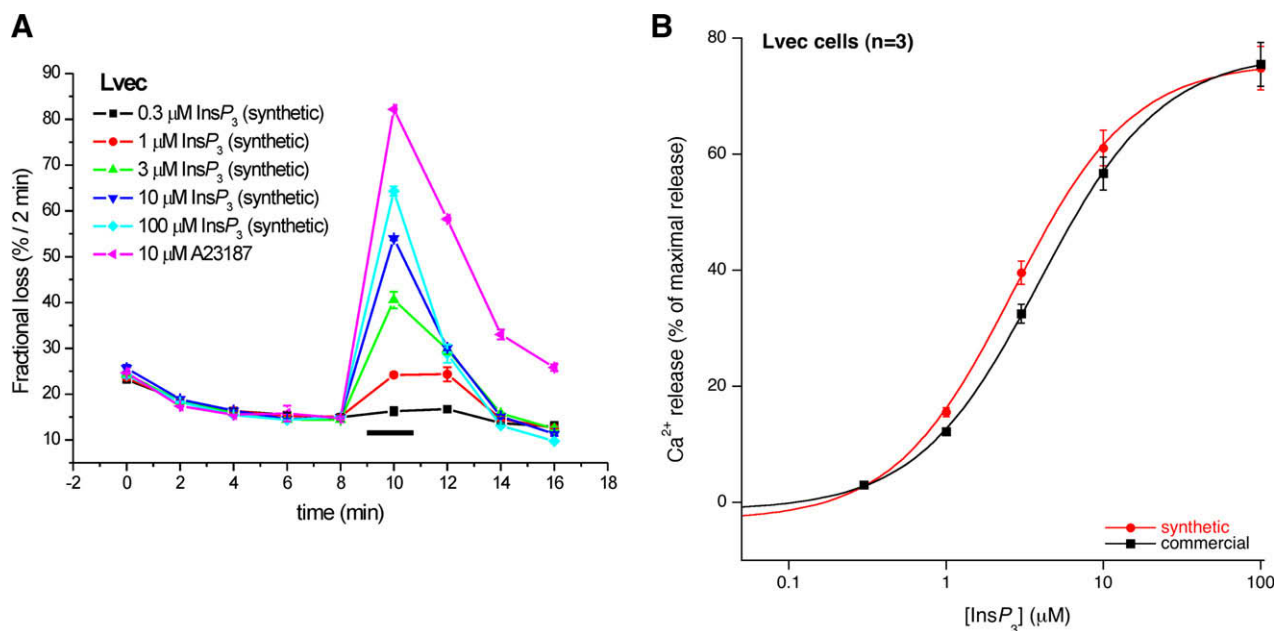 A
Lvec
0.3 µM InsP3 (synthetic)
1 µM InsP3 (synthetic)
3 µM InsP3 (synthetic)
10 µM InsP3 (synthetic)
100 µM InsP3 (synthetic)
10 µM A23187
Fractional loss (% / 2 min)
90
80
70
60
50
40
30
20
10
-2 0 2 4 6 8 10 12 14 16 18
time (min)
B
Lvec cells (n=3)
Ca2+ release (% of maximal release)
80
60
40
20
0
synthetic
commercial
0.1 1 10 100
[InsP3] (µM)